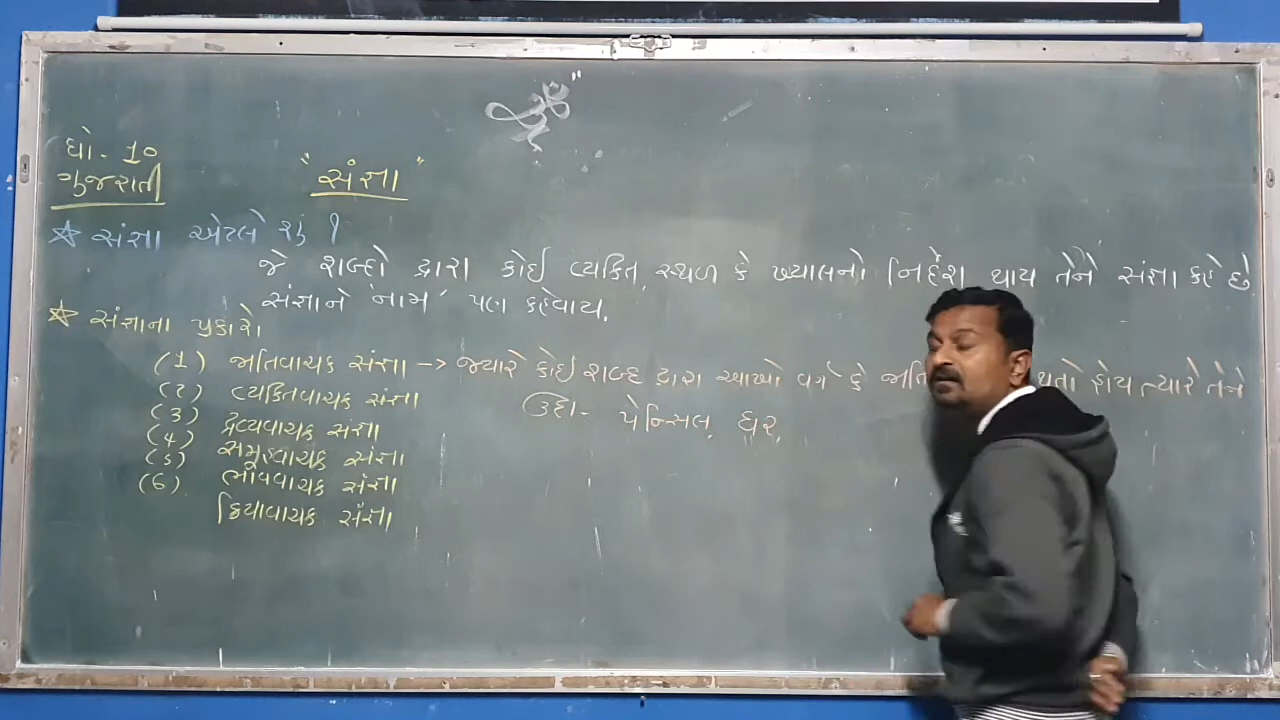 ધો- 10
ગુજરાતી
"સંજ્ઞા"
☆ સંજ્ઞા એટલે શું ?
જે શબ્દો દ્વારા કોઈ વ્યકિત, સ્થળ કે ખ્યાલનો નિર્દેશ થાય તેને સંજ્ઞા કહે છે
સંજ્ઞાને 'નામ' પણ કહેવાય.
☆ સંજ્ઞાના પ્રકારો
(1) જાતિવાચક સંજ્ઞા → જ્યારે કોઈ શબ્દ દ્વારા આખો વર્ગ કે થતો હોય ત્યારે તેને
(2) વ્યકિતવાચક સંજ્ઞા
ઉદા- પેન્સિલ, ઘર,
(3) દ્રવ્યવાચક સંજ્ઞા
(4) સમૂહવાચક સંજ્ઞા
(5) ભાવવાચક સંજ્ઞા
(6) ક્રિયાવાચક સંજ્ઞા